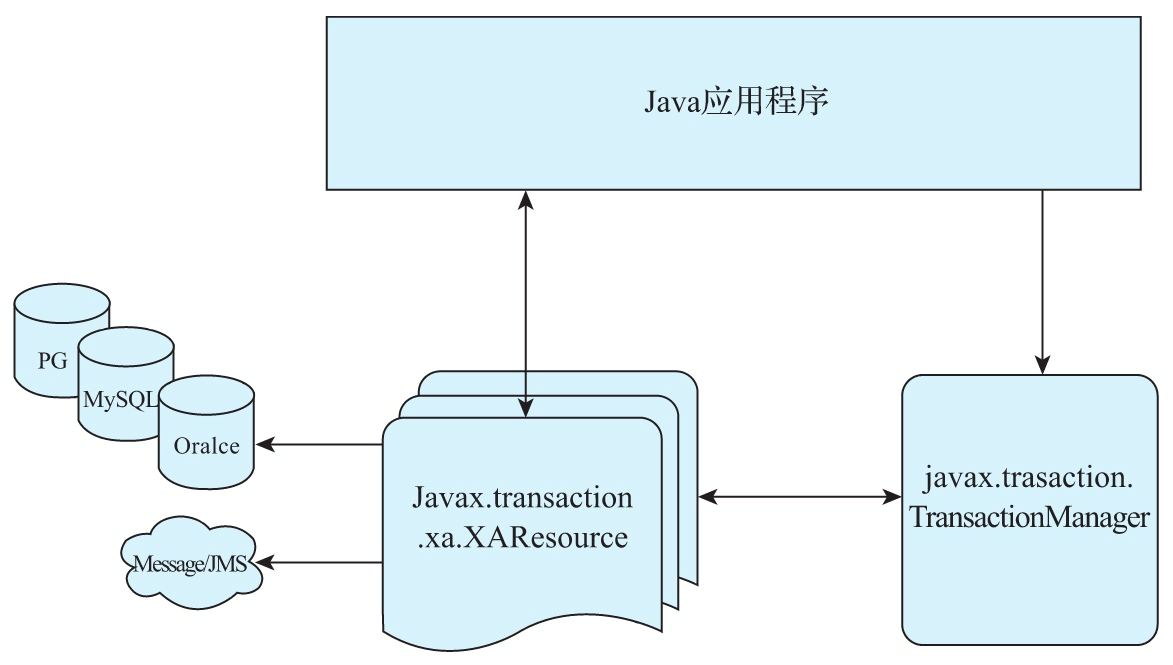 Java应用程序
PG
MySQL
Oralce
Message/JMS
Javax.transaction
.xa.XAResource
javax.trasaction.
TransactionManager